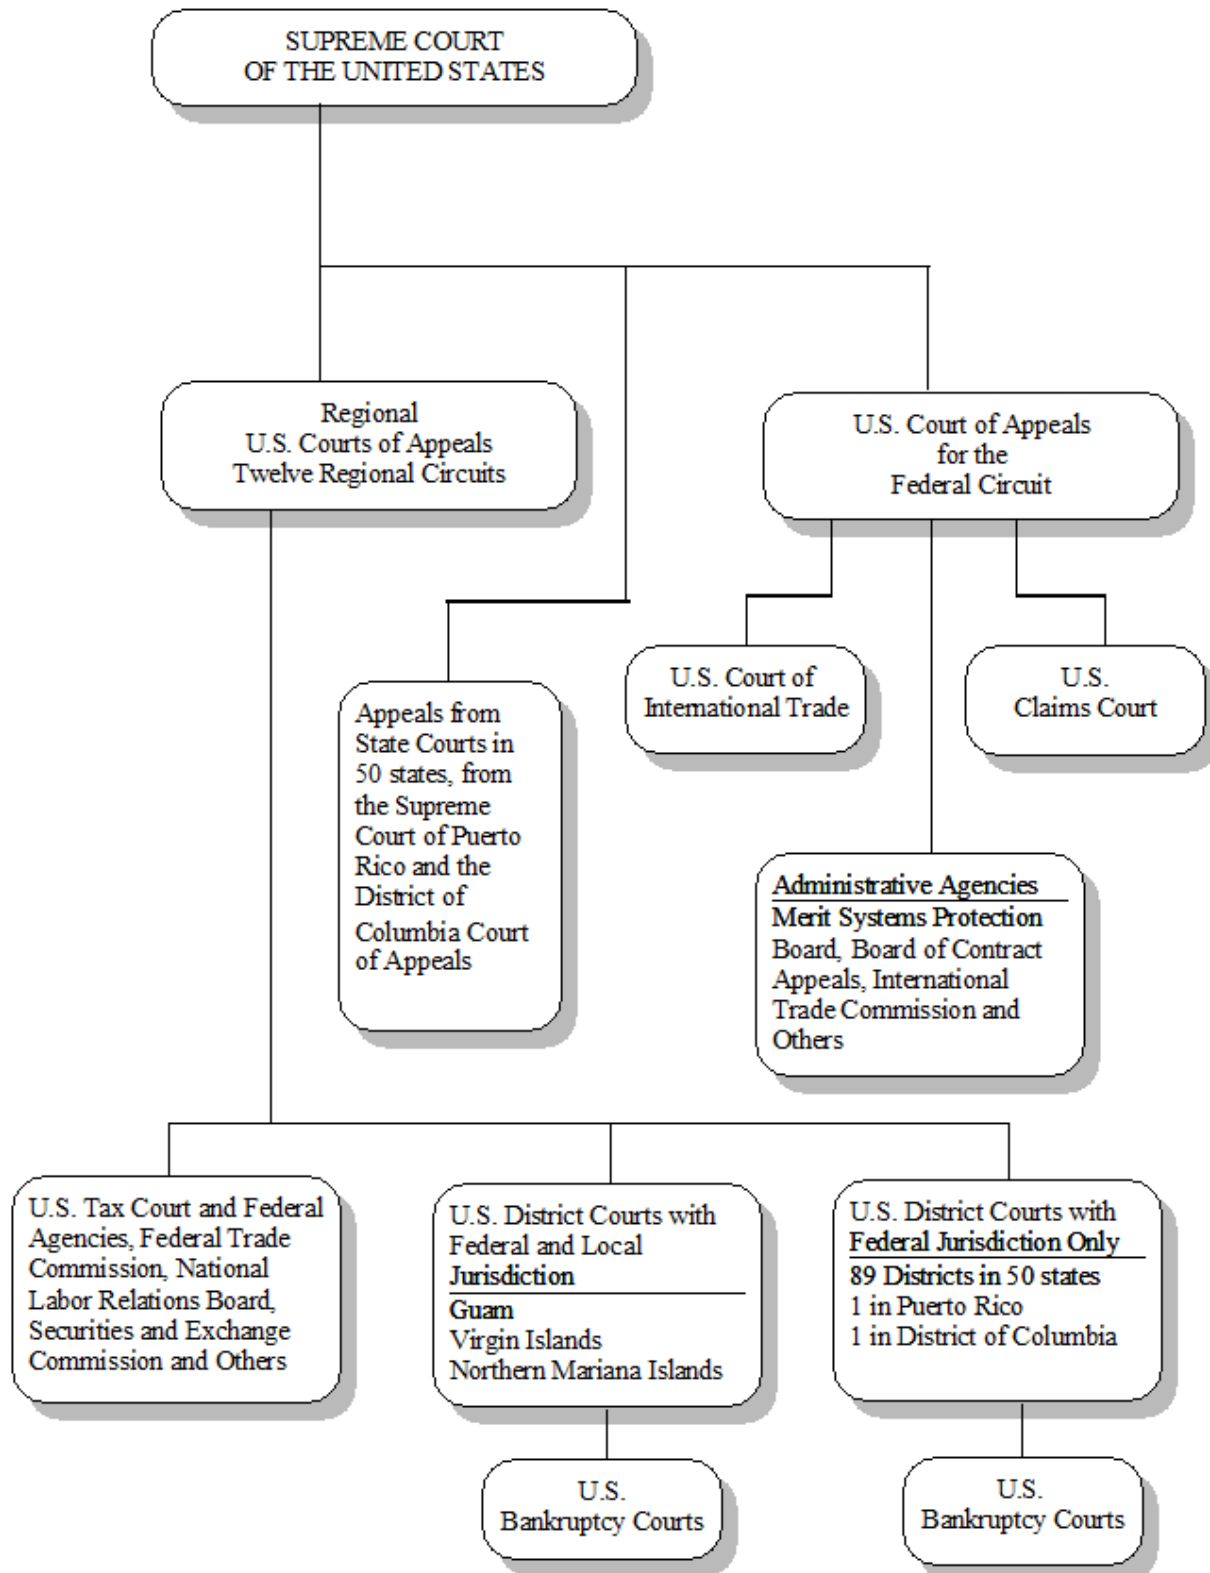 SUPREME COURT
OF THE UNITED STATES
Regional
U.S. Courts of Appeals
Twelve Regional Circuits
U.S. Court of Appeals
for the
Federal Circuit
U.S. Court of
International Trade
U.S.
Claims Court
Appeals from
State Courts in
50 states, from
the Supreme
Court of Puerto
Rico and the
District of
Columbia Court
of Appeals
Administrative Agencies
Merit Systems Protection
Board, Board of Contract
Appeals, International
Trade Commission and
Others
U.S. Tax Court and Federal
Agencies, Federal Trade
Commission, National
Labor Relations Board,
Securities and Exchange
Commission and Others
U.S. District Courts with
Federal and Local
Jurisdiction
Guam
Virgin Islands
Northern Mariana Islands
U.S. District Courts with
Federal Jurisdiction Only
89 Districts in 50 states
1 in Puerto Rico
1 in District of Columbia
U.S.
Bankruptcy Courts
U.S.
Bankruptcy Courts